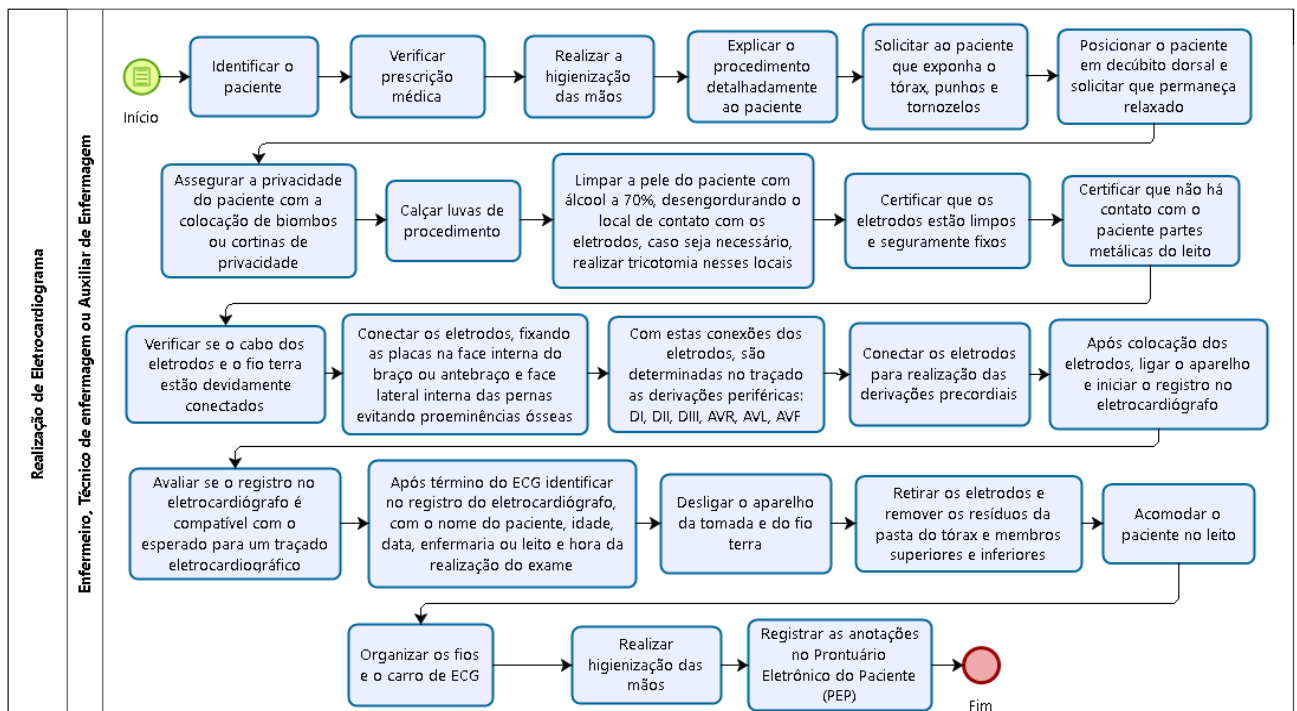 Realização de Eletrocardiograma
Enfermeiro, Técnico de enfermagem ou Auxiliar de Enfermagem
Início
Identificar o
paciente
Verificar
prescrição
médica
Realizar a
higienização
das mãos
Explicar o
procedimento
detalhadamente
ao paciente
Solicitar ao paciente
que exponha o
tórax, punhos e
tornozelos
Posicionar o paciente
em decúbito dorsal e
solicitar que permaneça
relaxado
Assegurar a privacidade
do paciente com a
colocação de biombos
ou cortinas de
privacidade
Calçar luvas de
procedimento
Limpar a pele do paciente com
álcool a 70%, desengordurando o
local de contato com os
eletrodos, caso seja necessário,
realizar tricotomia nesses locais
Certificar que os
eletrodos estão limpos
e seguramente fixos
Certificar que não há
contato com o
paciente partes
metálicas do leito
Verificar se o cabo dos
eletrodos e o fio terra
estão devidamente
conectados
Conectar os eletrodos, fixando
as placas na face interna do
braço ou antebraço e face
lateral interna das pernas
evitando proeminências ósseas
Com estas conexões dos
eletrodos, são
determinadas no traçado
as derivações periféricas:
DI, DII, DIII, AVR, AVL, AVF
Conectar os eletrodos
para realização das
derivações precordiais
Após colocação dos
eletrodos, ligar o aparelho
e iniciar o registro no
eletrocardiógrafo
Avaliar se o registro no
eletrocardiógrafo é
compatível com o
esperado para um traçado
eletrocardiográfico
Após término do ECG identificar
no registro do eletrocardiógrafo,
com o nome do paciente, idade,
data, enfermaria ou leito e hora da
realização do exame
Desligar o aparelho
da tomada e do fio
terra
Retirar os eletrodos e
remover os resíduos da
pasta do tórax e membros
superiores e inferiores
Acomodar o
paciente no leito
Organizar os fios
e o carro de ECG
Realizar
higienização das
mãos
Registrar as anotações
no Prontuário
Eletrônico do Paciente
(PEP)
Fim